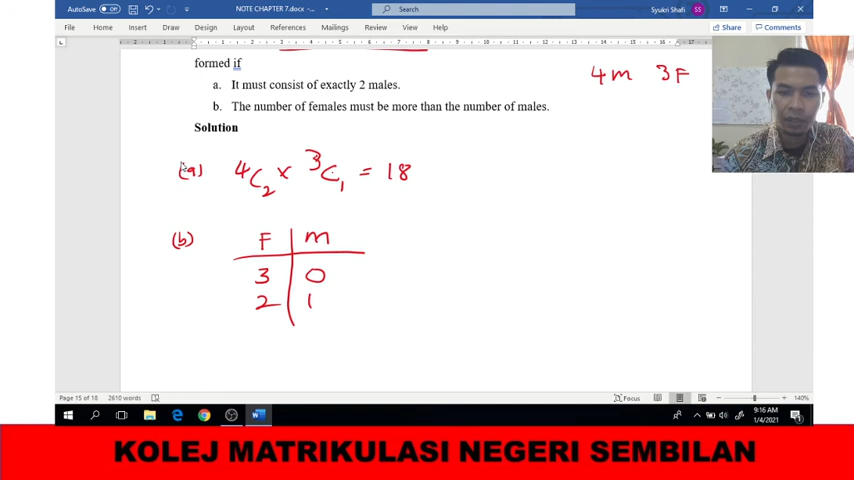 AutoSave Off
NOTE CHAPTER 7.docx -...
Search
Syukri Shafi SS
File Home Insert Draw Design Layout References Mailings Review View Help
Share Comments
formed if
4m 3F
a. It must consist of exactly 2 males.
b. The number of females must be more than the number of males.
Solution
(a) 4C2 x 3C1 = 18
(b) F m
3 0
2 1
Page 15 of 18 2610 words
Focus 140%
9:16 AM
1/4/2021
KOLEJ MATRIKULASI NEGERI SEMBILAN